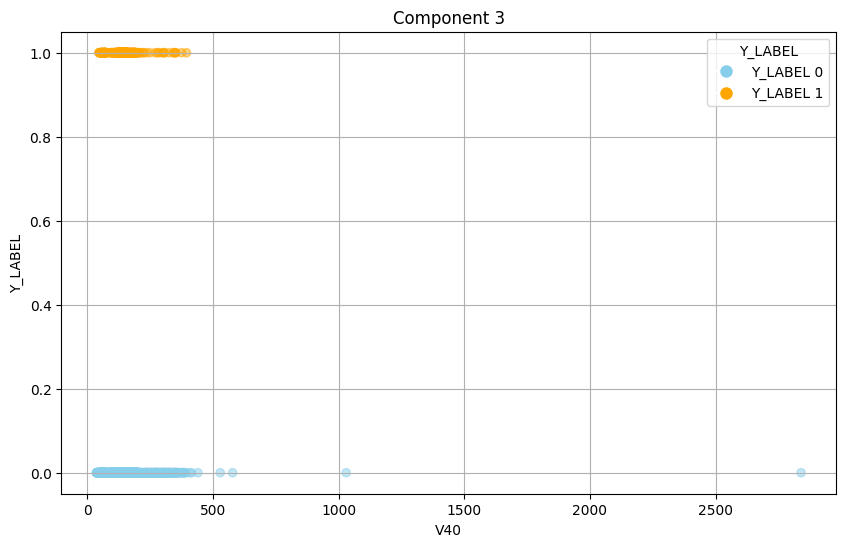 Component 3
Y_LABEL
Y_LABEL 0
Y_LABEL 1
1.0
0.8
0.6
0.4
0.2
0.0
Y_LABEL
0
500
1000
1500
2000
2500
V40